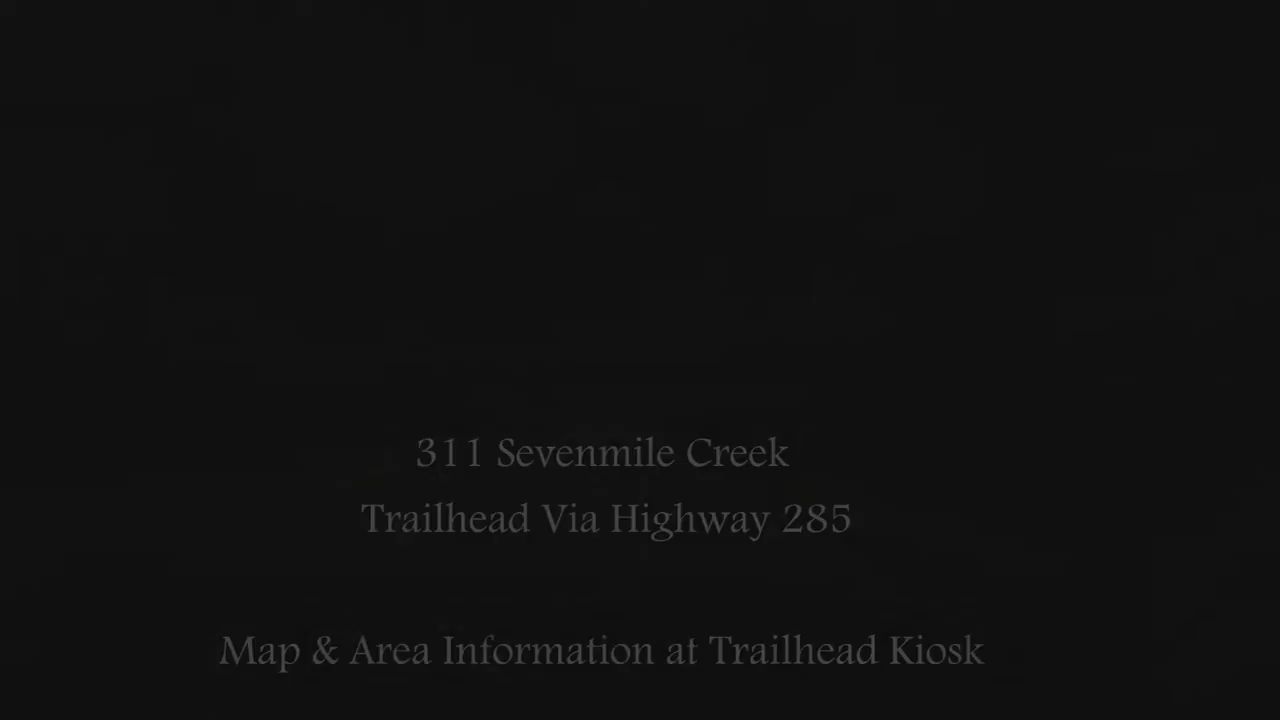 311 Sevenmile Creek
Trailhead Via Highway 285
Map & Area Information at Trailhead Kiosk